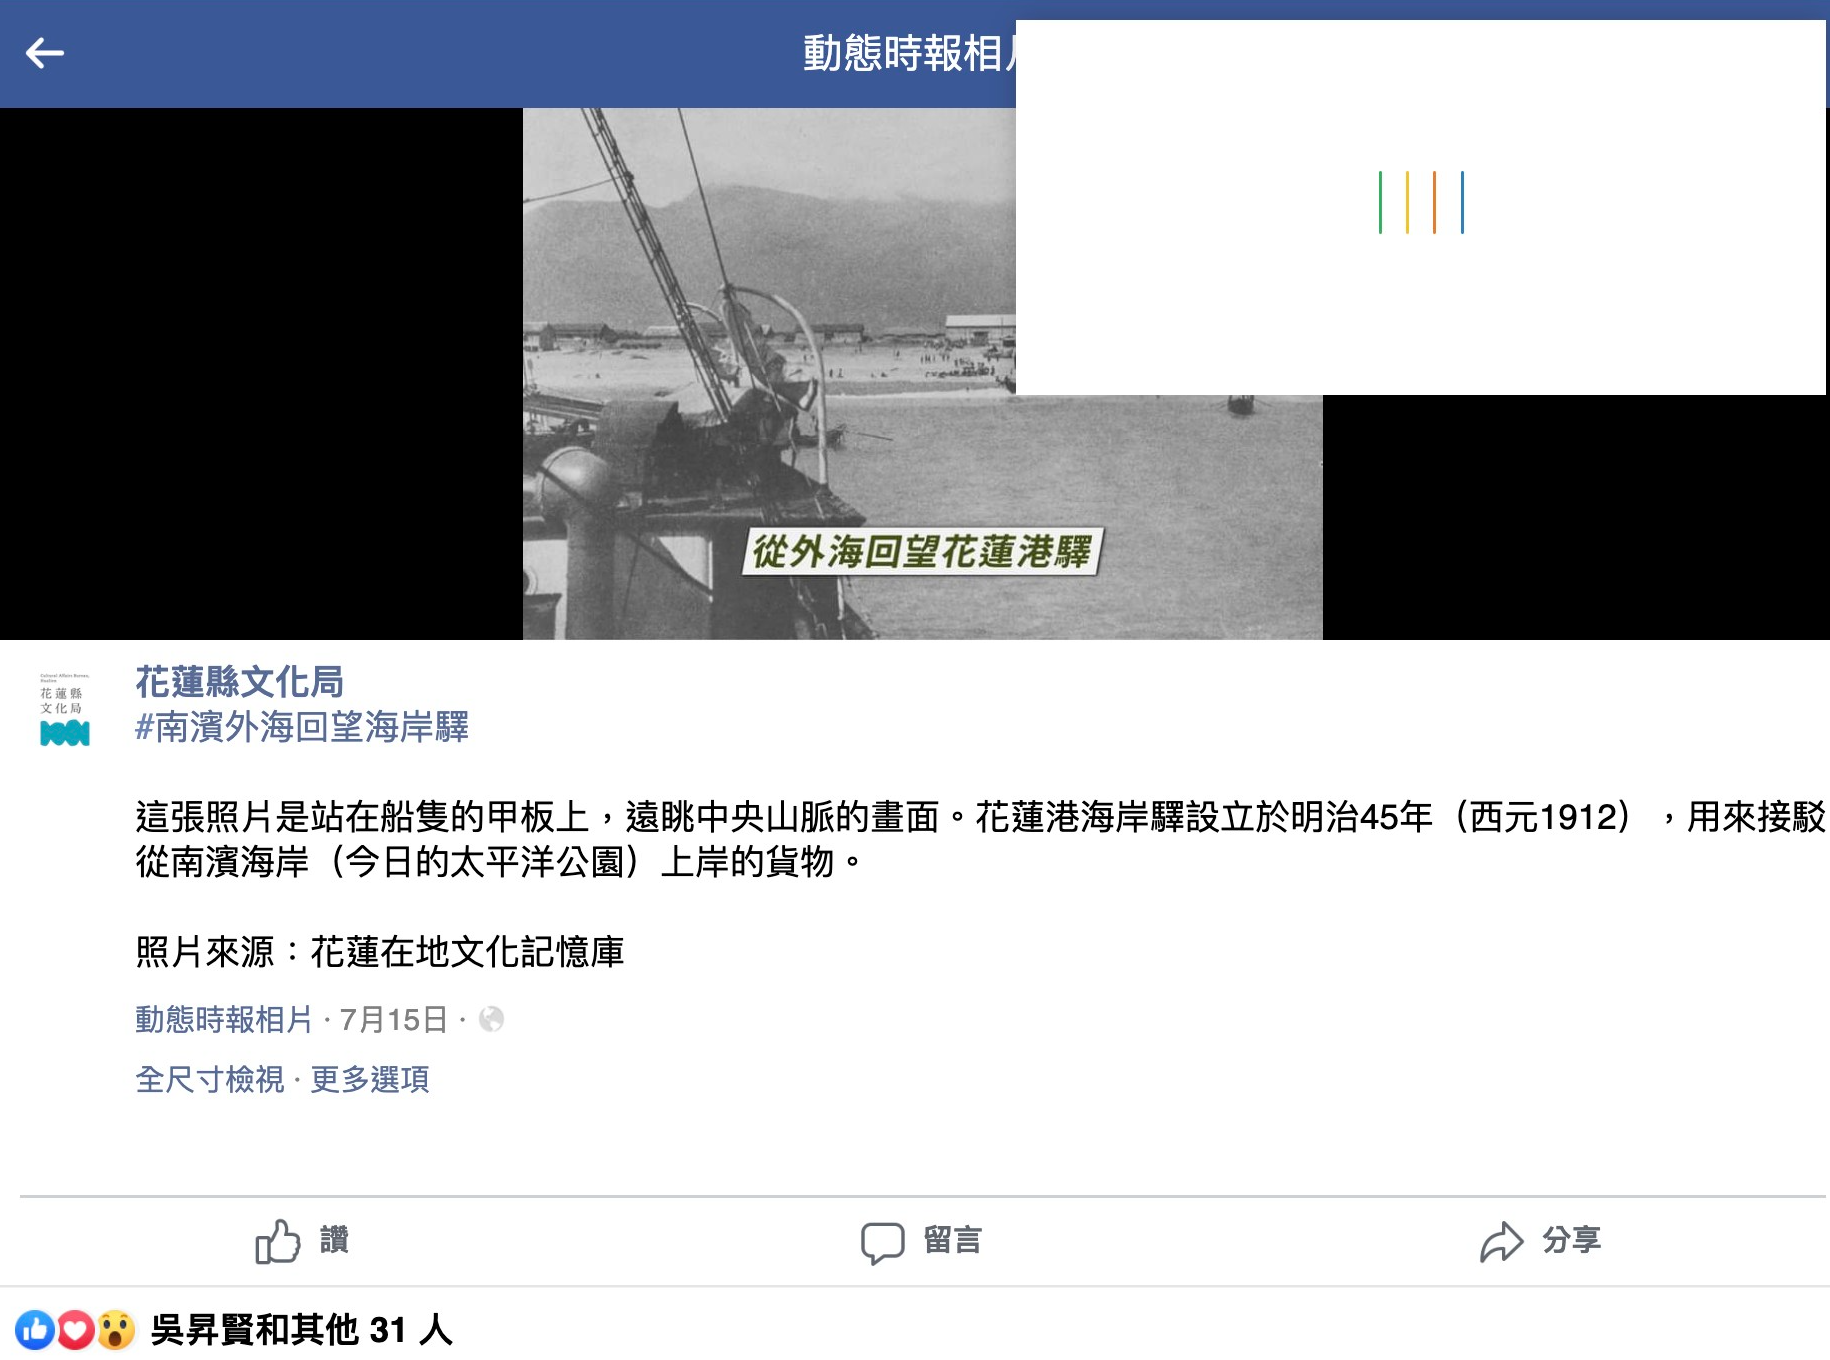 動態時報相片
從外海回望花蓮港驛
Cultural Affairs Bureau,
Hualien
花蓮縣
文化局
花蓮縣文化局
#南濱外海回望海岸驛
這張照片是站在船隻的甲板上，遠眺中央山脈的畫面。花蓮港海岸驛設立於明治45年（西元1912），用來接駁
從南濱海岸（今日的太平洋公園）上岸的貨物。
照片來源：花蓮在地文化記憶庫
動態時報相片 · 7月15日 ·
全尺寸檢視 · 更多選項
讚
留言
分享
吳昇賢和其他 31 人